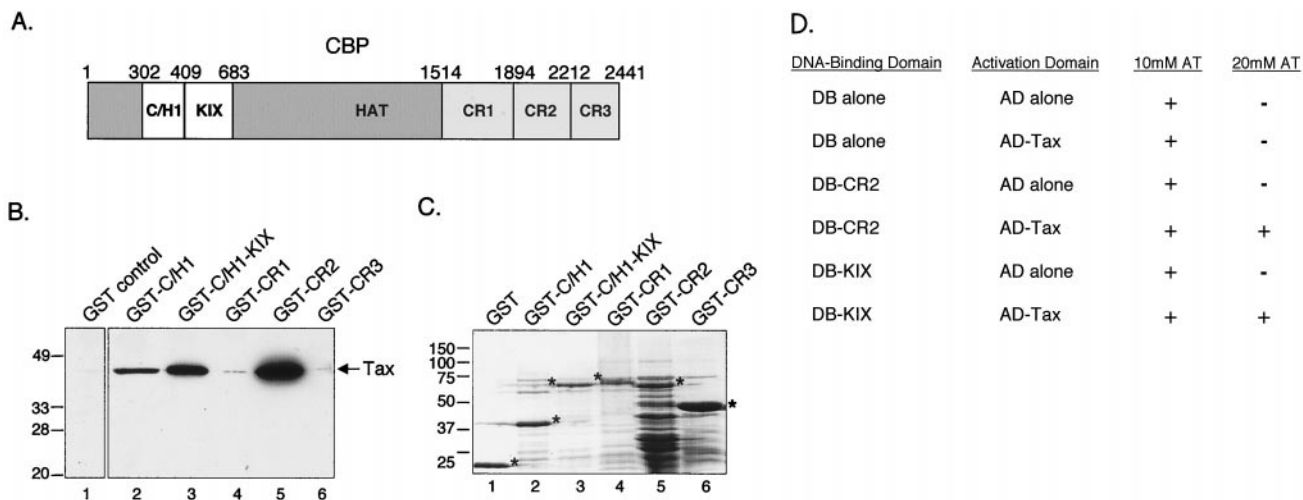 A.
CBP
1 302 409 683 1514 1894 2212 2441
C/H1 KIX HAT CR1 CR2 CR3
B.
GST control GST-C/H1 GST-C/H1-KIX GST-CR1 GST-CR2 GST-CR3
49
Tax
33
28
20
1 2 3 4 5 6
C.
GST GST-C/H1 GST-C/H1-KIX GST-CR1 GST-CR2 GST-CR3
150
100
75
50
37
25
* * * * * *
1 2 3 4 5 6
D.
DNA-Binding Domain Activation Domain 10mM AT 20mM AT
DB alone AD alone + -
DB alone AD-Tax + -
DB-CR2 AD alone + -
DB-CR2 AD-Tax + +
DB-KIX AD alone + -
DB-KIX AD-Tax + +